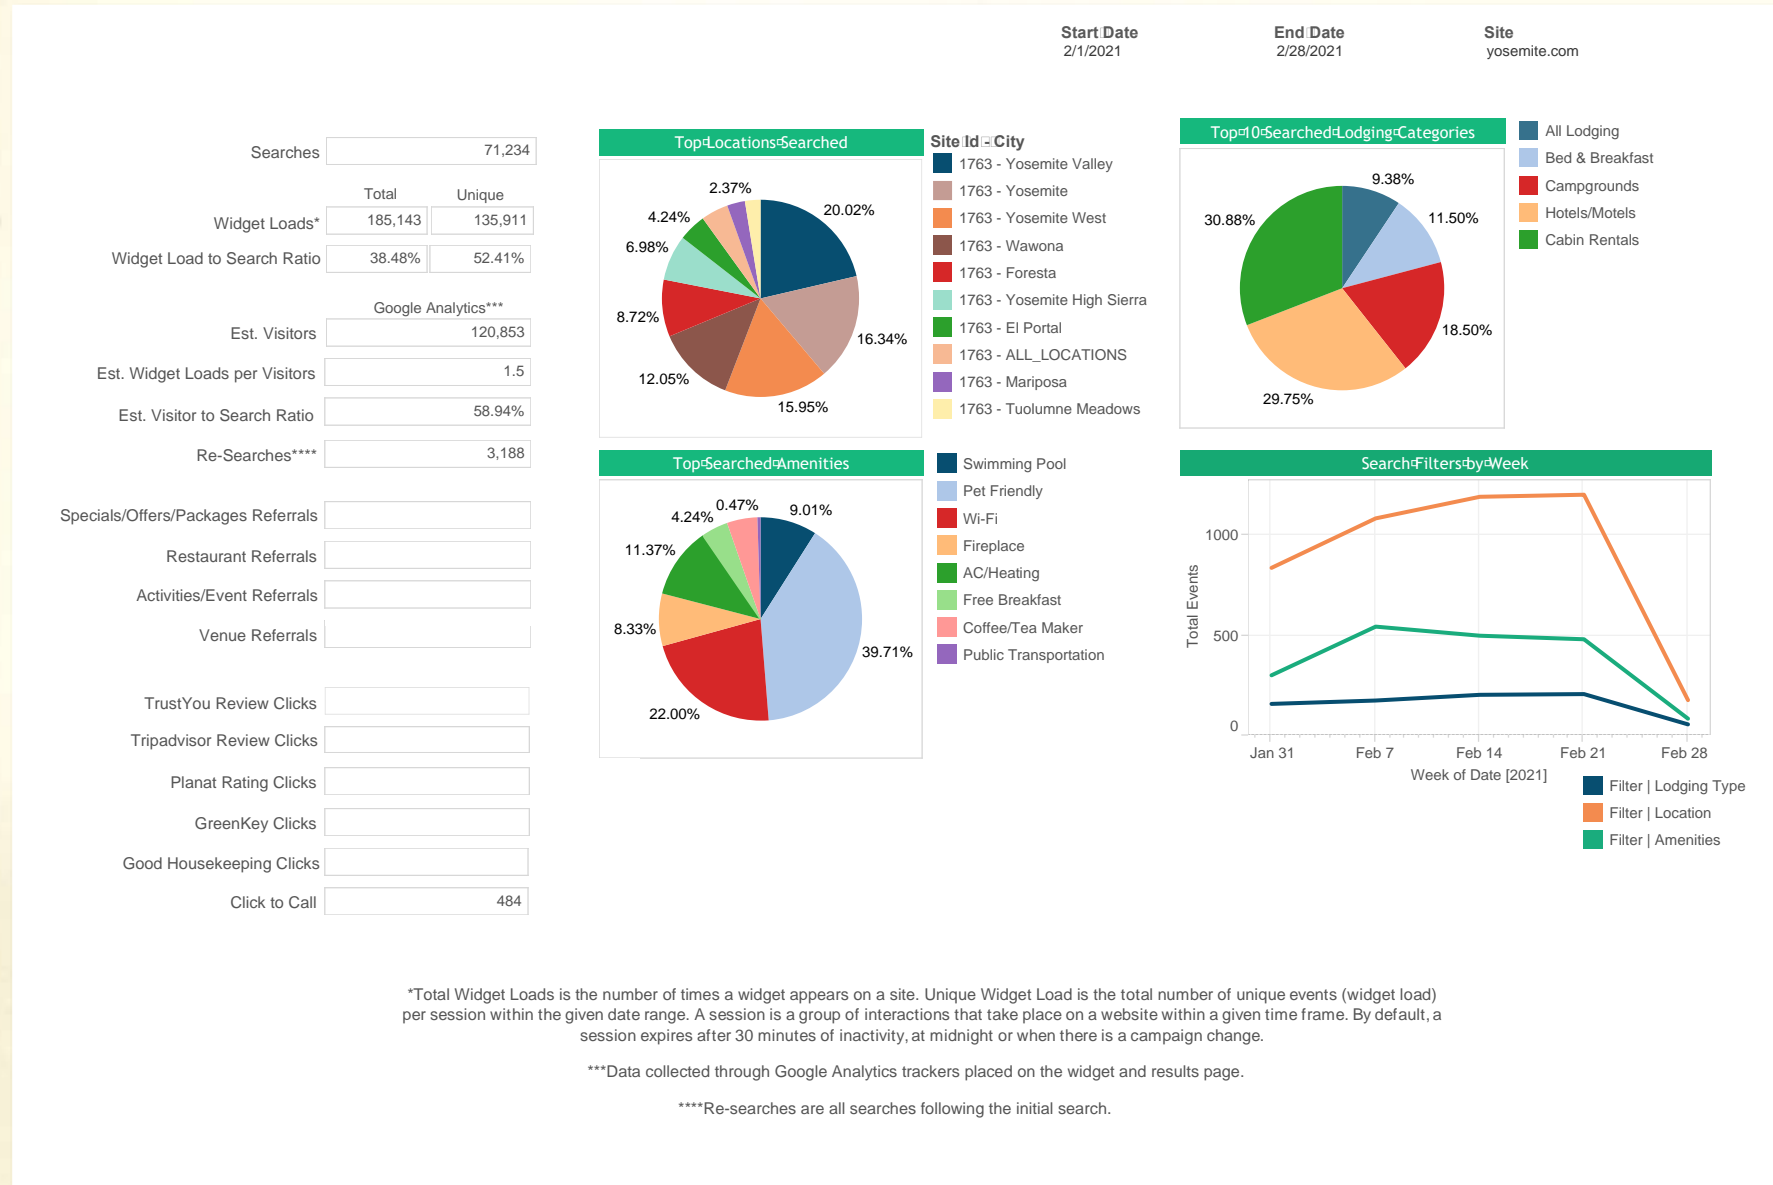 Start Date
2/1/2021
End Date
2/28/2021
Site
yosemite.com
Searches
71,234
Total
Unique
Widget Loads*
185,143
135,911
Widget Load to Search Ratio
38.48%
52.41%
Google Analytics***
Est. Visitors
120,853
Est. Widget Loads per Visitors
1.5
Est. Visitor to Search Ratio
58.94%
Re-Searches****
3,188
Specials/Offers/Packages Referrals
Restaurant Referrals
Activities/Event Referrals
Venue Referrals
TrustYou Review Clicks
Tripadvisor Review Clicks
Planat Rating Clicks
GreenKey Clicks
Good Housekeeping Clicks
Click to Call
484
Top Locations Searched
2.37%
4.24%
6.98%
8.72%
12.05%
15.95%
16.34%
20.02%
Site Id - City
1763 - Yosemite Valley
1763 - Yosemite
1763 - Yosemite West
1763 - Wawona
1763 - Foresta
1763 - Yosemite High Sierra
1763 - El Portal
1763 - ALL_LOCATIONS
1763 - Mariposa
1763 - Tuolumne Meadows
Top 10 Searched Lodging Categories
9.38%
11.50%
18.50%
29.75%
30.88%
All Lodging
Bed & Breakfast
Campgrounds
Hotels/Motels
Cabin Rentals
Top Searched Amenities
0.47%
9.01%
4.24%
11.37%
8.33%
22.00%
39.71%
Swimming Pool
Pet Friendly
Wi-Fi
Fireplace
AC/Heating
Free Breakfast
Coffee/Tea Maker
Public Transportation
Search Filters by Week
Total Events
1000
500
0
Jan 31
Feb 7
Feb 14
Feb 21
Feb 28
Week of Date [2021]
Filter | Lodging Type
Filter | Location
Filter | Amenities
*Total Widget Loads is the number of times a widget appears on a site. Unique Widget Load is the total number of unique events (widget load)
per session within the given date range. A session is a group of interactions that take place on a website within a given time frame. By default, a
session expires after 30 minutes of inactivity, at midnight or when there is a campaign change.
***Data collected through Google Analytics trackers placed on the widget and results page.
****Re-searches are all searches following the initial search.